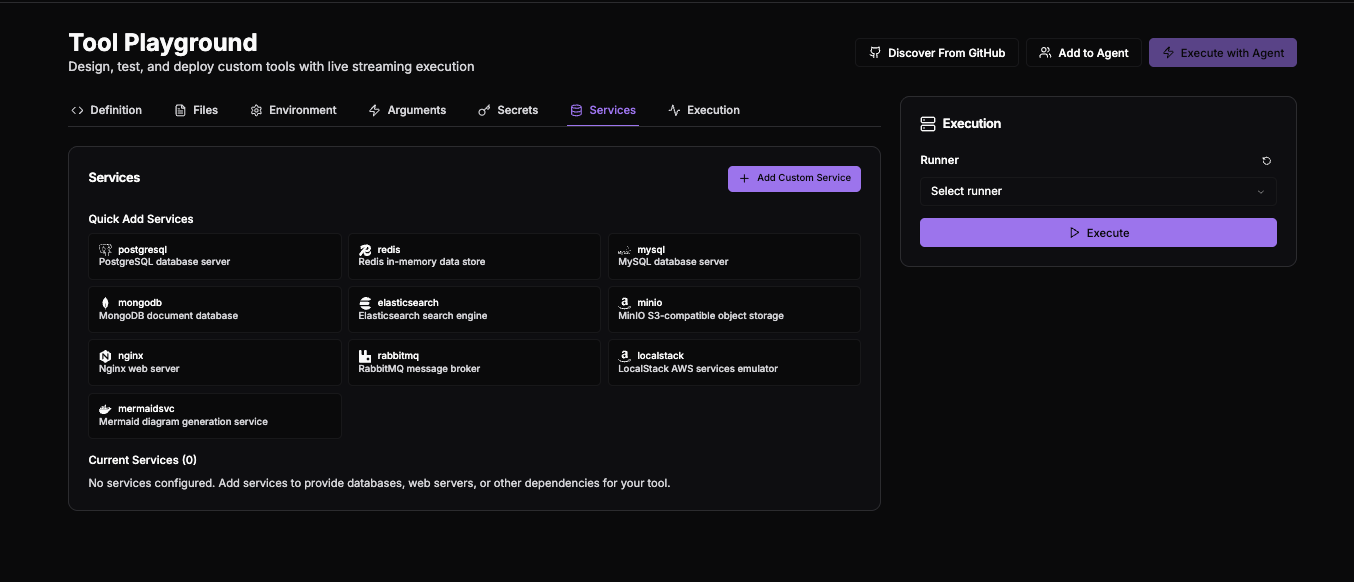 Tool Playground
Design, test, and deploy custom tools with live streaming execution
Discover From GitHub
Add to Agent
Execute with Agent
Definition
Files
Environment
Arguments
Secrets
Services
Execution
Services
Add Custom Service
Quick Add Services
postgresql
PostgreSQL database server
redis
Redis in-memory data store
mysql
MySQL database server
mongodb
MongoDB document database
elasticsearch
Elasticsearch search engine
minio
MinIO S3-compatible object storage
nginx
Nginx web server
rabbitmq
RabbitMQ message broker
localstack
LocalStack AWS services emulator
mermaidsvc
Mermaid diagram generation service
Current Services (0)
No services configured. Add services to provide databases, web servers, or other dependencies for your tool.
Execution
Runner
Select runner
Execute